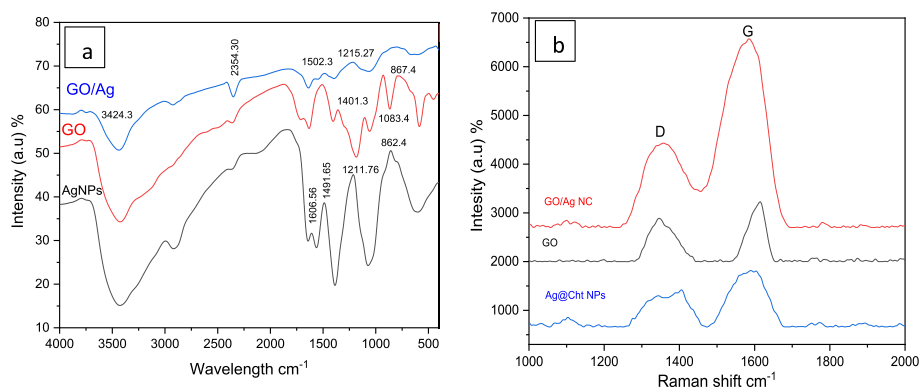 a
80
70
60
50
40
30
20
10
Intensity (a.u) %
4000 3500 3000 2500 2000 1500 1000 500
Wavelength cm-1
GO/Ag
GO
AgNPs
3424.3
2354.30
1502.3
1215.27
867.4
1401.3
1083.4
1606.56
1491.65
1211.76
862.4
b
7000
6000
5000
4000
3000
2000
1000
Intesity (a.u) %
1000 1200 1400 1600 1800 2000
Raman shift cm-1
D
G
GO/Ag NC
GO
Ag@Cht NPs